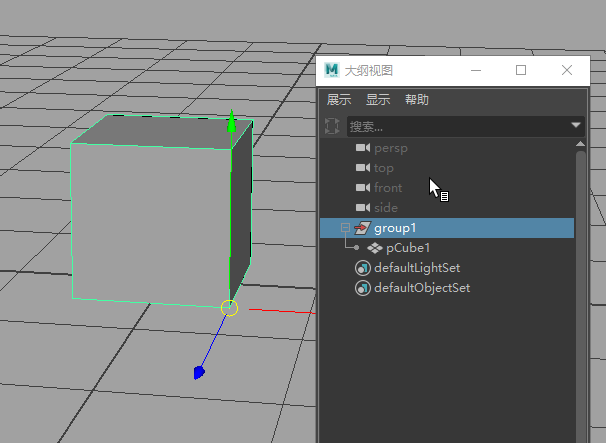 大纲视图
展示 显示 帮助
搜索...
persp
top
front
side
group1
pCube1
defaultLightSet
defaultObjectSet